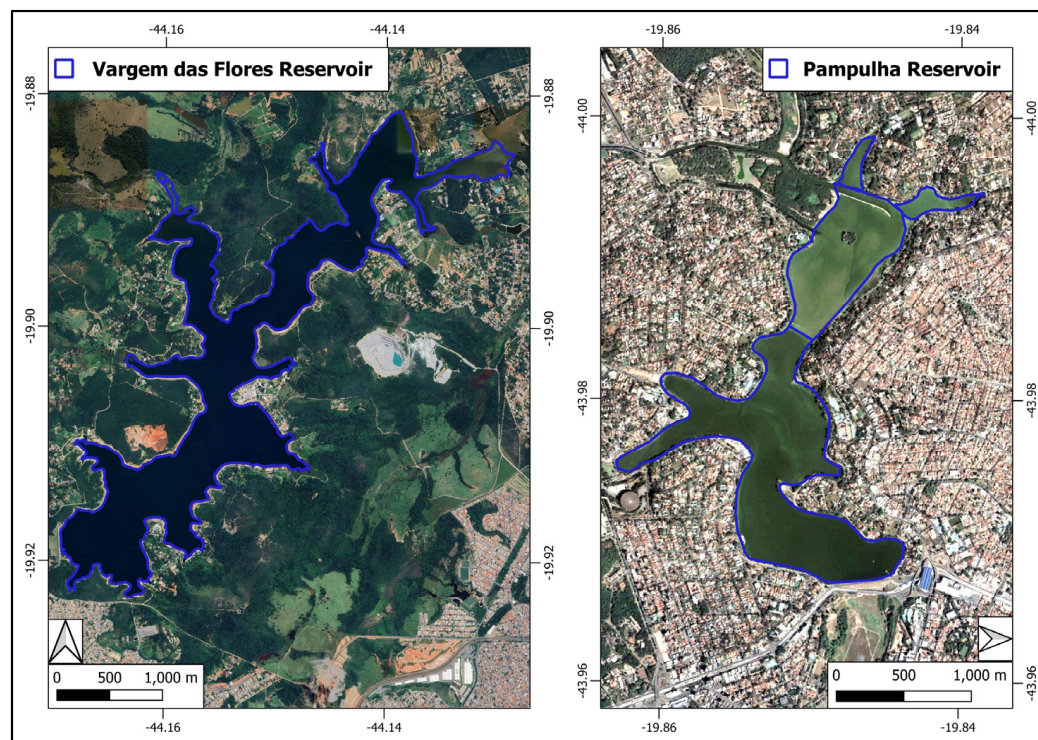 -44.16 -44.14
Vargem das Flores Reservoir
-19.88 -19.88
-19.90 -19.90
-19.92 -19.92
0 500 1,000 m
-44.16 -44.14
-19.86 -19.84
Pampulha Reservoir
-44.00 -44.00
-43.98 -43.98
-43.96 -43.96
0 500 1,000 m
-19.86 -19.84